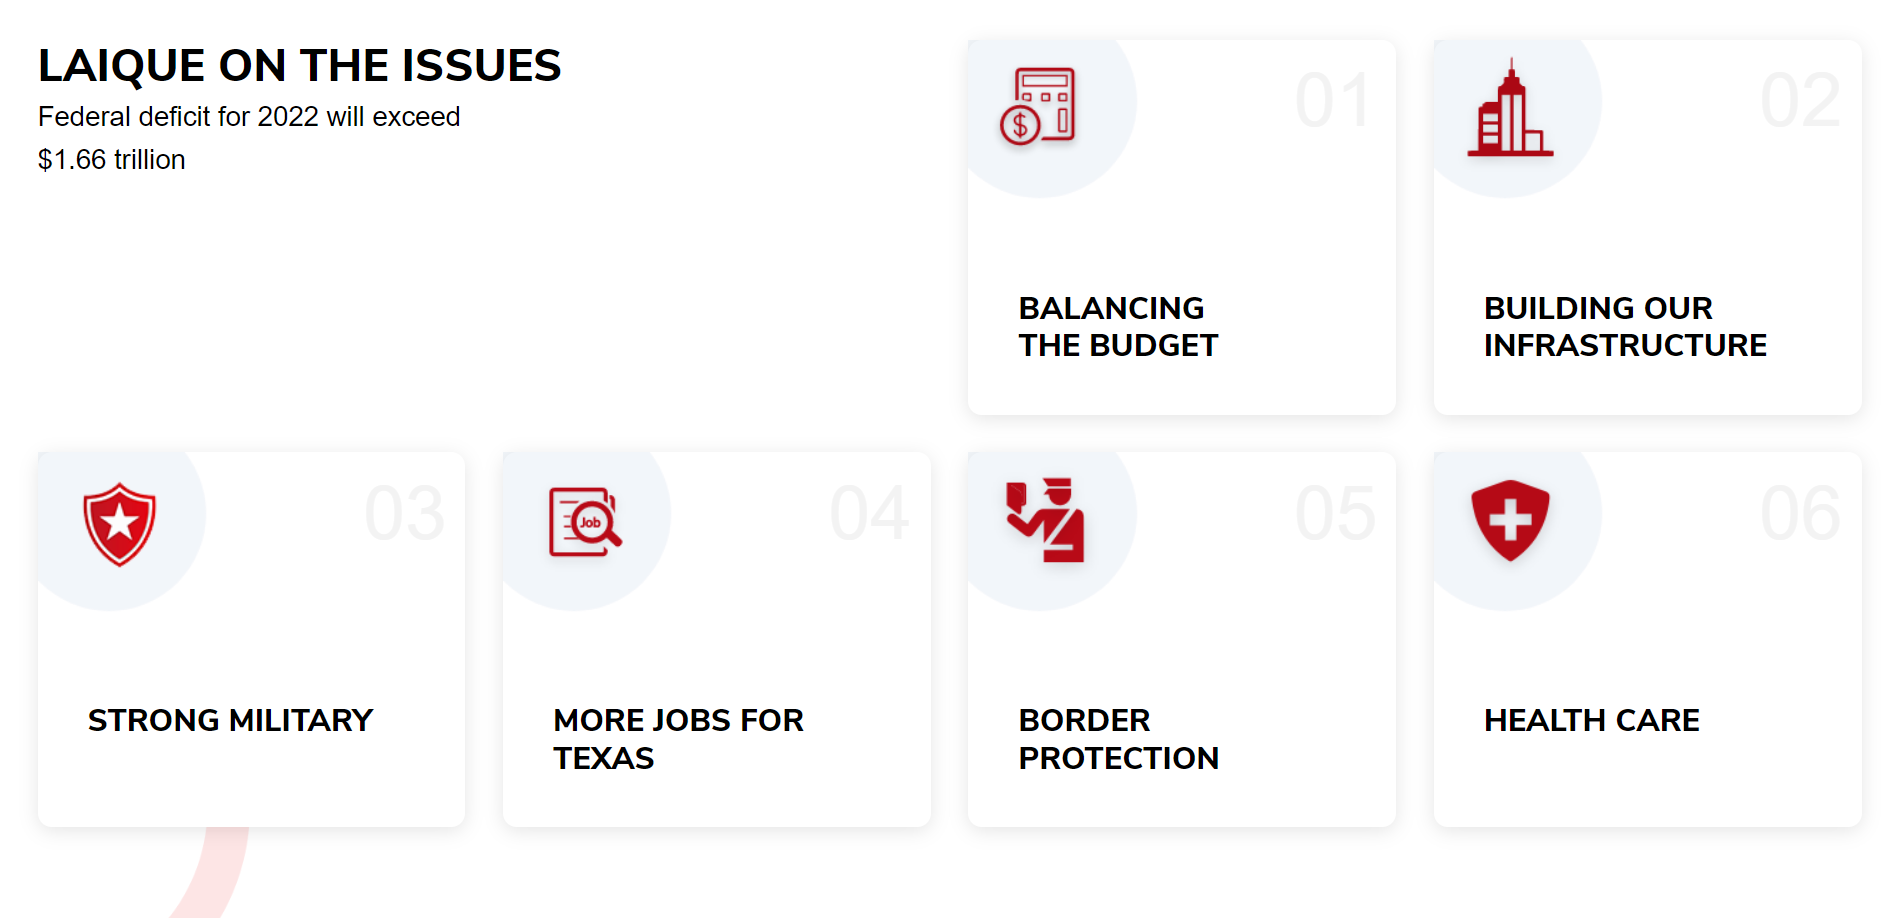 LAIQUE ON THE ISSUES
Federal deficit for 2022 will exceed
$1.66 trillion
01
$
BALANCING
THE BUDGET
02
BUILDING OUR
INFRASTRUCTURE
03
STRONG MILITARY
04
Job
MORE JOBS FOR
TEXAS
05
BORDER
PROTECTION
06
HEALTH CARE